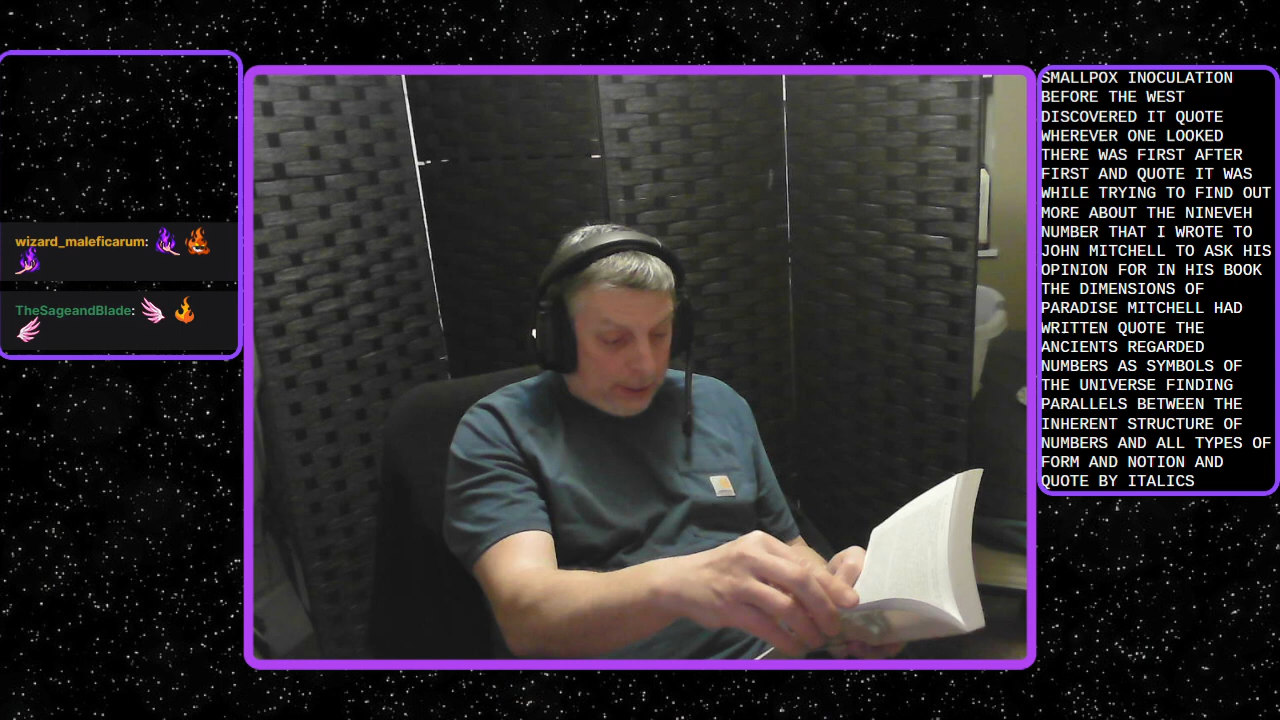 wizard_maleficarum:
TheSageandBlade:
SMALLPOX INOCULATION
BEFORE THE WEST
DISCOVERED IT QUOTE
WHEREVER ONE LOOKED
THERE WAS FIRST AFTER
FIRST AND QUOTE IT WAS
WHILE TRYING TO FIND OUT
MORE ABOUT THE NINEVEH
NUMBER THAT I WROTE TO
JOHN MITCHELL TO ASK HIS
OPINION FOR IN HIS BOOK
THE DIMENSIONS OF
PARADISE MITCHELL HAD
WRITTEN QUOTE THE
ANCIENTS REGARDED
NUMBERS AS SYMBOLS OF
THE UNIVERSE FINDING
PARALLELS BETWEEN THE
INHERENT STRUCTURE OF
NUMBERS AND ALL TYPES OF
FORM AND NOTION AND
QUOTE BY ITALICS